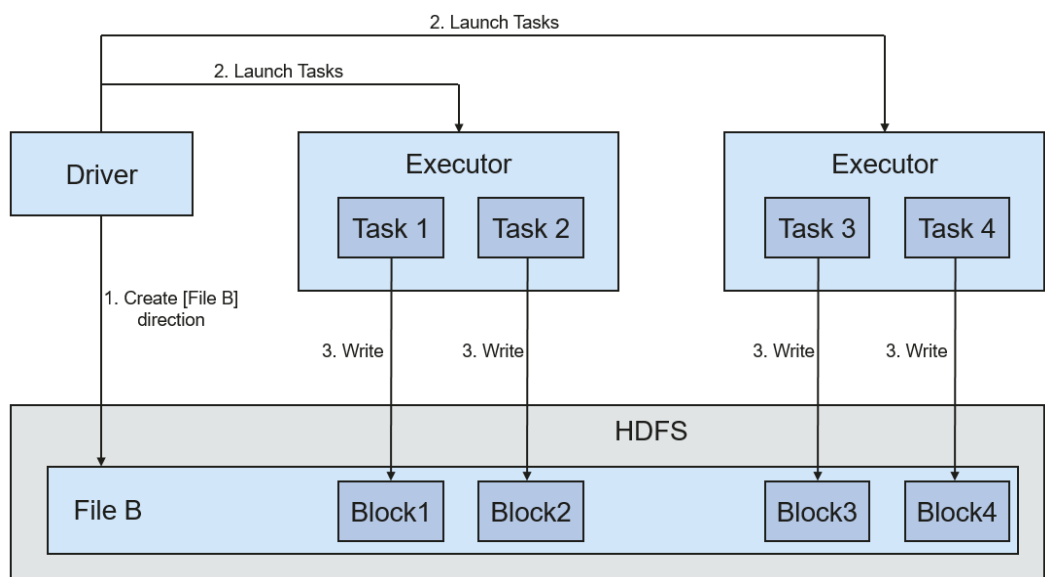 2. Launch Tasks
2. Launch Tasks
Driver
Executor
Executor
Task 1
Task 2
Task 3
Task 4
1. Create [File B]
direction
3. Write
3. Write
3. Write
3. Write
HDFS
File B
Block1
Block2
Block3
Block4